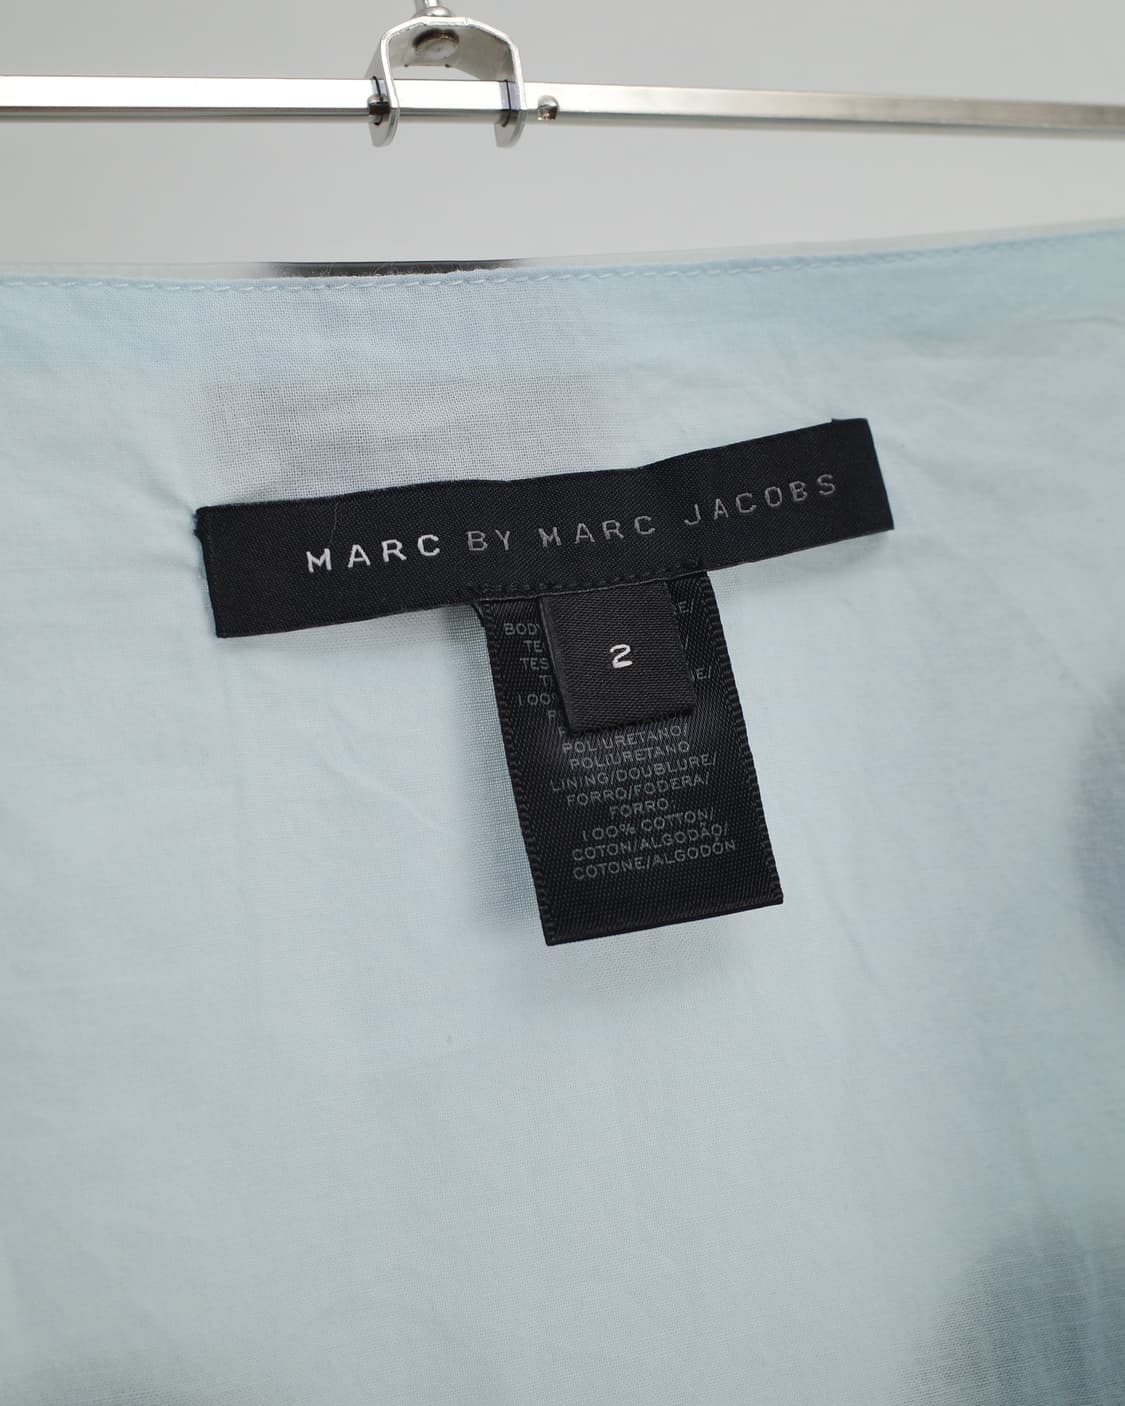 MARC BY MARC JACOBS
2
POLIURETANO/
POLIURETANO
LINING/DOUBLURE/
FORRO/FODERA/
FORRO:
100% COTTON/
COTON/ALGODÃO/
COTONE/ALGODÓN